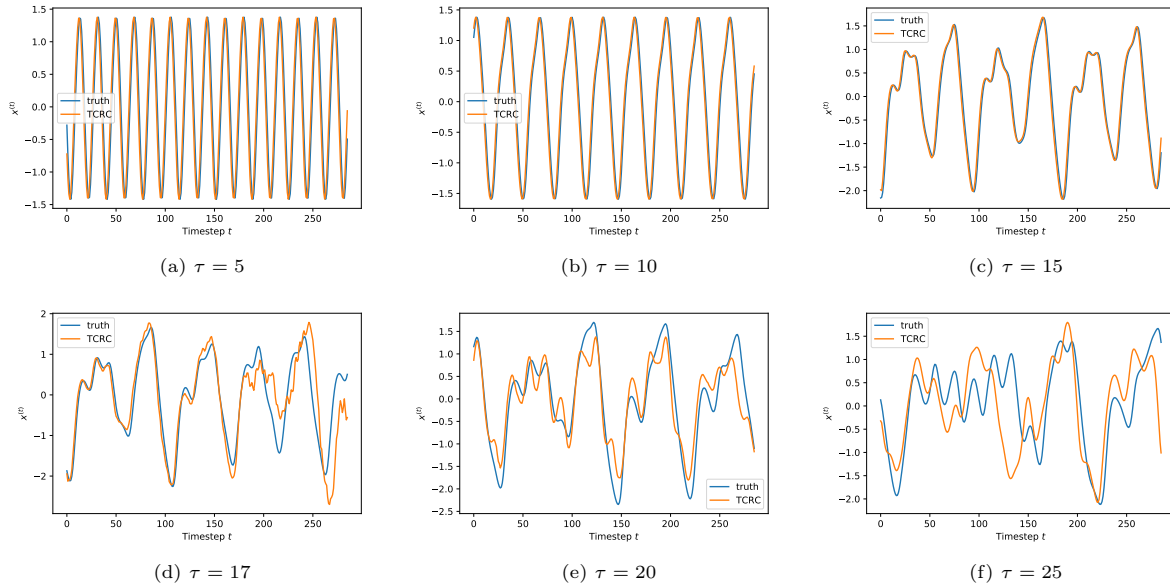 1.5
1.0
0.5
0.0
−0.5
−1.0
−1.5
x(t)
truth
TCRC
0 50 100 150 200 250
Timestep t
(a) τ = 5
1.5
1.0
0.5
0.0
−0.5
−1.0
−1.5
x(t)
truth
TCRC
0 50 100 150 200 250
Timestep t
(b) τ = 10
1.5
1.0
0.5
0.0
−0.5
−1.0
−1.5
−2.0
x(t)
truth
TCRC
0 50 100 150 200 250
Timestep t
(c) τ = 15
2
1
0
−1
−2
x(t)
truth
TCRC
0 50 100 150 200 250
Timestep t
(d) τ = 17
1.5
1.0
0.5
0.0
−0.5
−1.0
−1.5
−2.0
−2.5
x(t)
truth
TCRC
0 50 100 150 200 250
Timestep t
(e) τ = 20
1.5
1.0
0.5
0.0
−0.5
−1.0
−1.5
−2.0
x(t)
truth
TCRC
0 50 100 150 200 250
Timestep t
(f) τ = 25